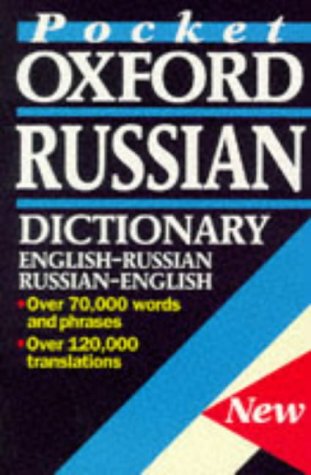 Pocket
OXFORD
RUSSIAN
DICTIONARY
ENGLISH-RUSSIAN
RUSSIAN-ENGLISH
Over 70,000 words
and phrases
Over 120,000
translations
New